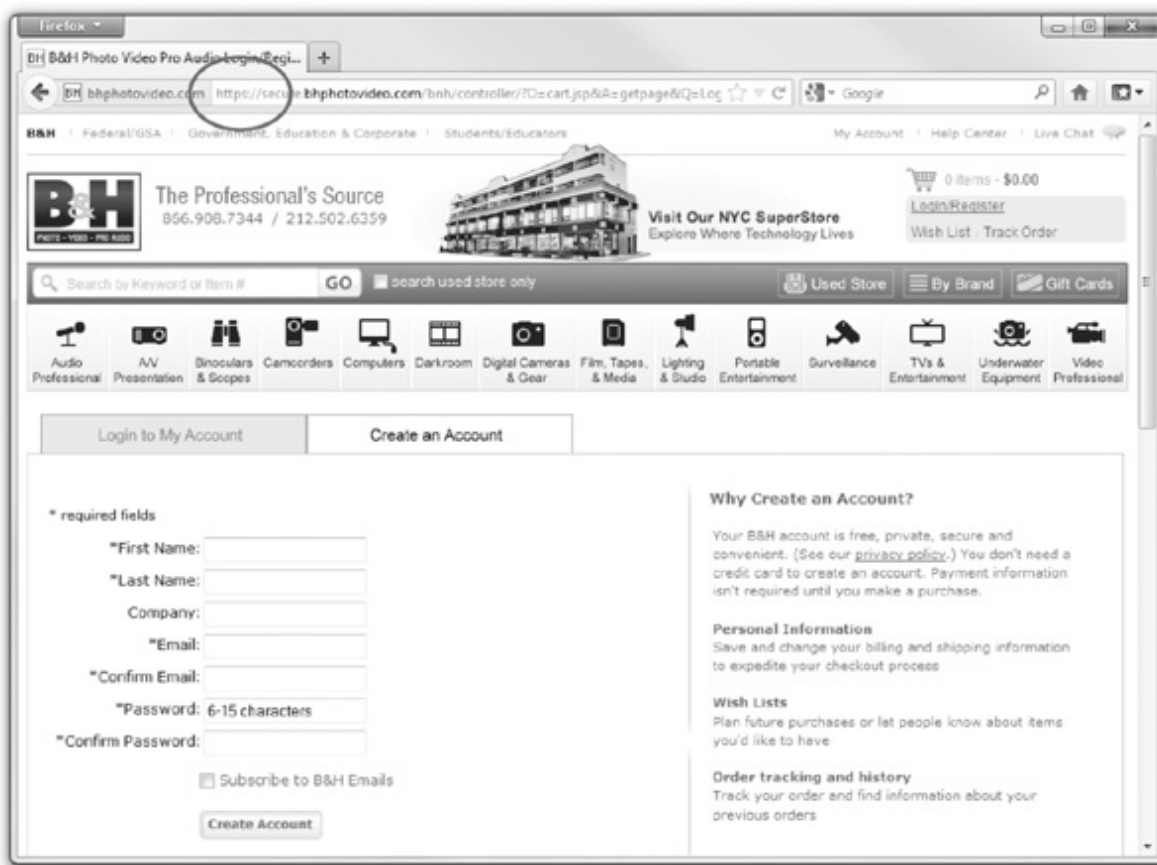 Firefox
BH B&H Photo Video Pro Audio-Login/Regi... +
BH bhphotovideo.com https://secure.bhphotovideo.com/bnh/controller/?O=cart.jsp&A=getpage&Q=Log Google
B&H Federal/GSA Government, Education & Corporate Students/Educators My Account Help Center Live Chat
B&H
PHOTO - VIDEO - PRO AUDIO
The Professional's Source
866.908.7344 / 212.502.6359
Visit Our NYC SuperStore
Explore Where Technology Lives
0 items - $0.00
Login/Register
Wish List Track Order
Search by Keyword or Item # GO search used store only Used Store By Brand Gift Cards
Audio Professional
A/V Presentation
Binoculars & Scopes
Camcorders
Computers
Darkroom
Digital Cameras & Gear
Film, Tapes, & Media
Lighting & Studio
Portable Entertainment
Surveillance
TVs & Entertainment
Underwater Equipment
Video Professional
Login to My Account
Create an Account
* required fields
*First Name:
*Last Name:
Company:
*Email:
*Confirm Email:
*Password: 6-15 characters
*Confirm Password:
Subscribe to B&H Emails
Create Account
Why Create an Account?
Your B&H account is free, private, secure and
convenient. (See our privacy policy.) You don't need a
credit card to create an account. Payment information
isn't required until you make a purchase.
Personal Information
Save and change your billing and shipping information
to expedite your checkout process
Wish Lists
Plan future purchases or let people know about items
you'd like to have
Order tracking and history
Track your order and find information about your
previous orders